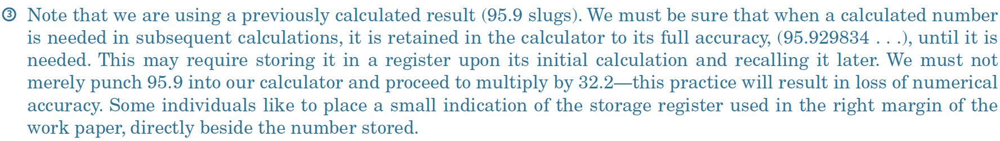 ③ Note that we are using a previously calculated result (95.9 slugs). We must be sure that when a calculated number
is needed in subsequent calculations, it is retained in the calculator to its full accuracy, (95.929834 . . .), until it is
needed. This may require storing it in a register upon its initial calculation and recalling it later. We must not
merely punch 95.9 into our calculator and proceed to multiply by 32.2—this practice will result in loss of numerical
accuracy. Some individuals like to place a small indication of the storage register used in the right margin of the
work paper, directly beside the number stored.